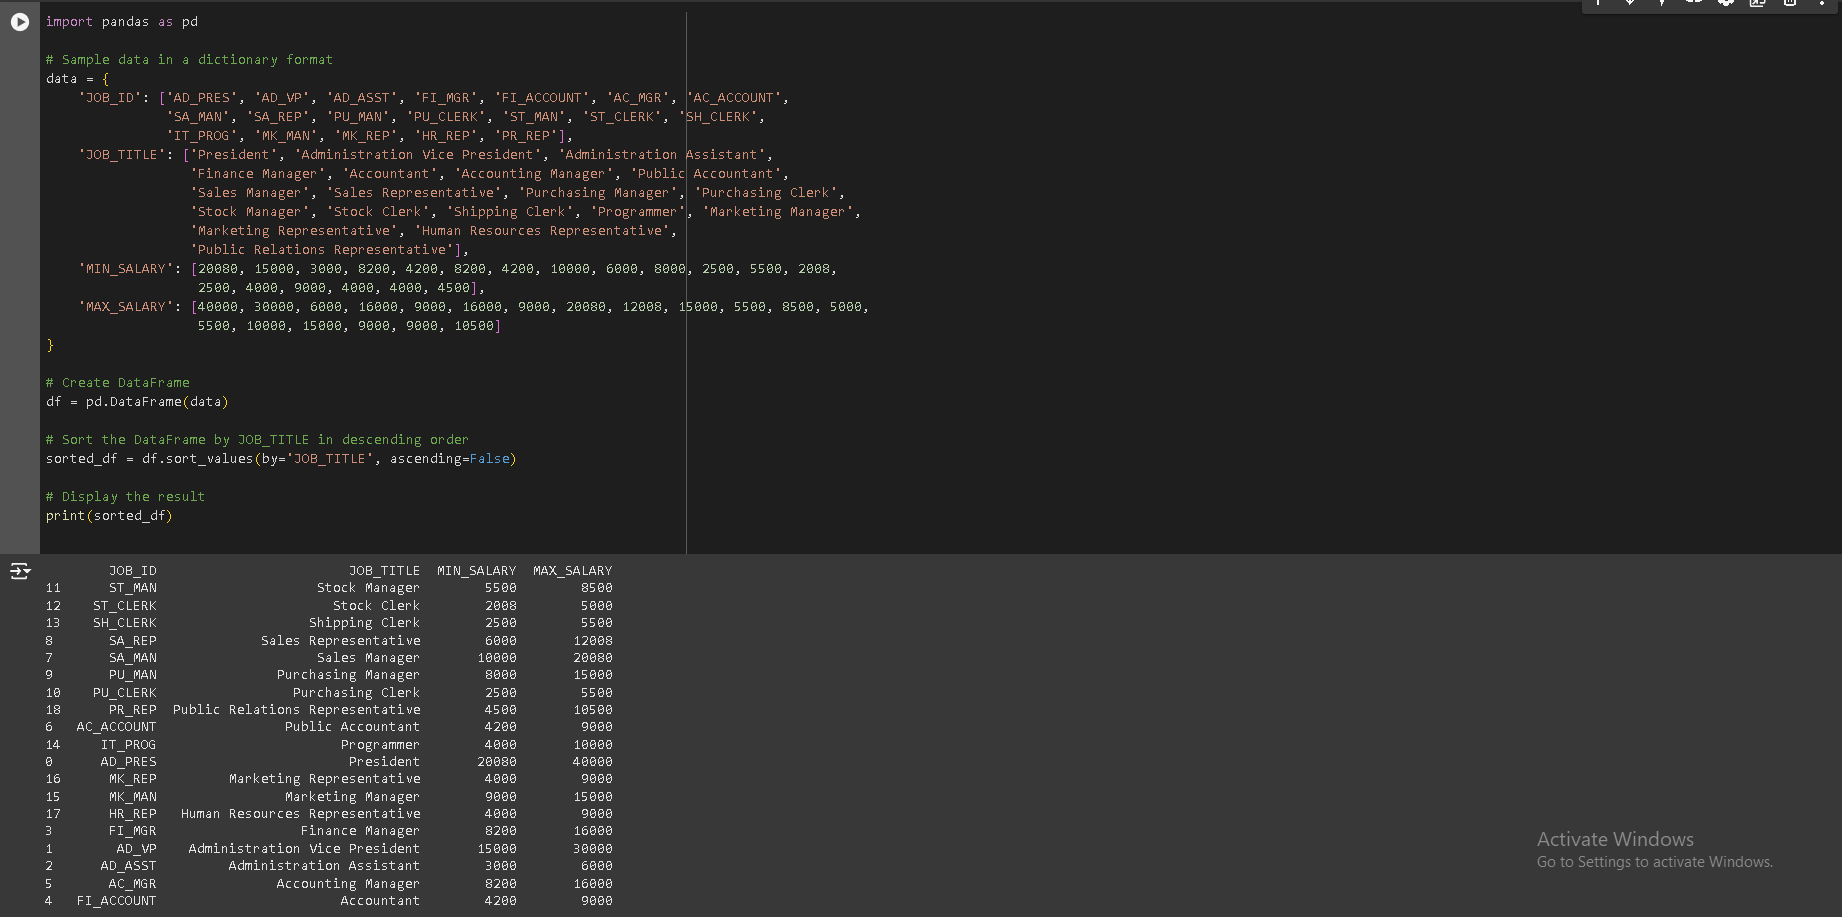 import pandas as pd
# Sample data in a dictionary format
data = {
'JOB_ID': ['AD_PRES', 'AD_VP', 'AD_ASST', 'FI_MGR', 'FI_ACCOUNT', 'AC_MGR', 'AC_ACCOUNT',
'SA_MAN', 'SA_REP', 'PU_MAN', 'PU_CLERK', 'ST_MAN', 'ST_CLERK', 'SH_CLERK',
'IT_PROG', 'MK_MAN', 'MK_REP', 'HR_REP', 'PR_REP'],
'JOB_TITLE': ['President', 'Administration Vice President', 'Administration Assistant',
'Finance Manager', 'Accountant', 'Accounting Manager', 'Public Accountant',
'Sales Manager', 'Sales Representative', 'Purchasing Manager', 'Purchasing Clerk',
'Stock Manager', 'Stock Clerk', 'Shipping Clerk', 'Programmer', 'Marketing Manager',
'Marketing Representative', 'Human Resources Representative',
'Public Relations Representative'],
'MIN_SALARY': [20080, 15000, 3000, 8200, 4200, 8200, 4200, 10000, 6000, 8000, 2500, 5500, 2008,
2500, 4000, 9000, 4000, 4000, 4500],
'MAX_SALARY': [40000, 30000, 6000, 16000, 9000, 16000, 9000, 20080, 12008, 15000, 5500, 8500, 5000,
5500, 10000, 15000, 9000, 9000, 10500]
}
# Create DataFrame
df = pd.DataFrame(data)
# Sort the DataFrame by JOB_TITLE in descending order
sorted_df = df.sort_values(by='JOB_TITLE', ascending=False)
# Display the result
print(sorted_df)
JOB_ID JOB_TITLE MIN_SALARY MAX_SALARY
11 ST_MAN Stock Manager 5500 8500
12 ST_CLERK Stock Clerk 2008 5000
13 SH_CLERK Shipping Clerk 2500 5500
8 SA_REP Sales Representative 6000 12008
7 SA_MAN Sales Manager 10000 20080
9 PU_MAN Purchasing Manager 8000 15000
10 PU_CLERK Purchasing Clerk 2500 5500
18 PR_REP Public Relations Representative 4500 10500
6 AC_ACCOUNT Public Accountant 4200 9000
14 IT_PROG Programmer 4000 10000
0 AD_PRES President 20080 40000
16 MK_REP Marketing Representative 4000 9000
15 MK_MAN Marketing Manager 9000 15000
17 HR_REP Human Resources Representative 4000 9000
3 FI_MGR Finance Manager 8200 16000
1 AD_VP Administration Vice President 15000 30000
2 AD_ASST Administration Assistant 3000 6000
5 AC_MGR Accounting Manager 8200 16000
4 FI_ACCOUNT Accountant 4200 9000
Activate Windows
Go to Settings to activate Windows.